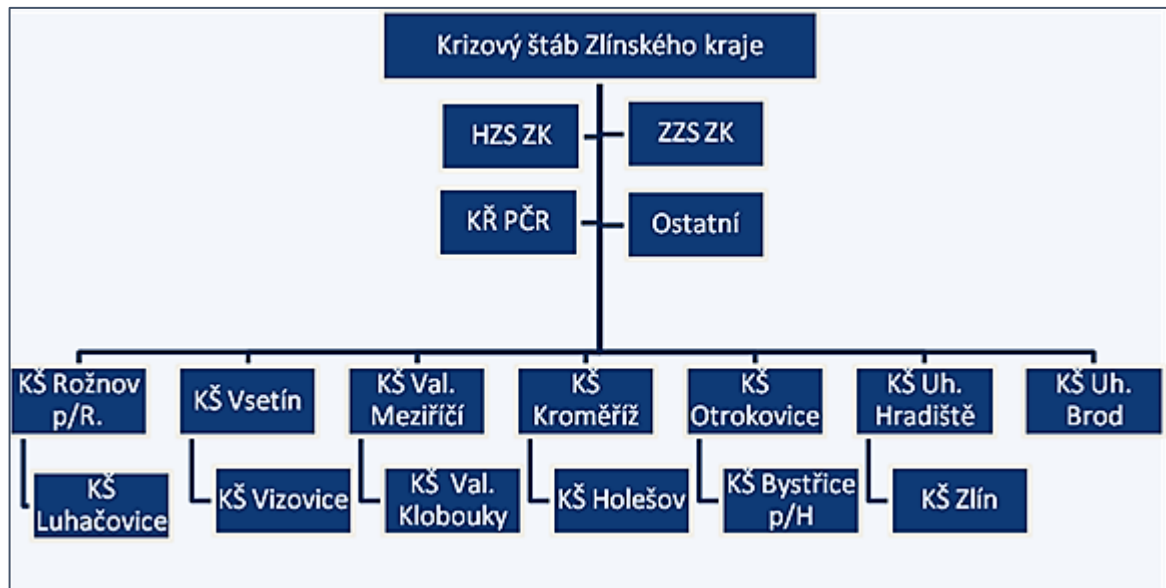 Krizový štáb Zlínského kraje
HZS ZK
ZZS ZK
KŘ PČR
Ostatní
KŠ Rožnov
p/R.
KŠ Vsetín
KŠ Val.
Meziříčí
KŠ
Kroměříž
KŠ
Otrokovice
KŠ Uh.
Hradiště
KŠ Uh.
Brod
KŠ
Luhačovice
KŠ Vizovice
KŠ Val.
Klobouky
KŠ Holešov
KŠ Bystřice
p/H
KŠ Zlín